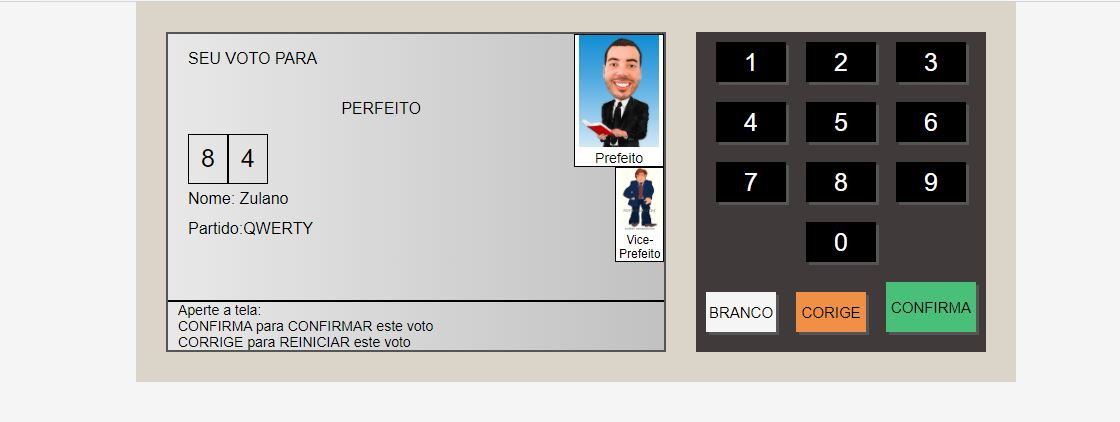 SEU VOTO PARA
PERFEITO
8 4
Nome: Zulano
Partido:QWERTY
Prefeito
Vice-
Prefeito
Aperte a tela:
CONFIRMA para CONFIRMAR este voto
CORRIGE para REINICIAR este voto
1 2 3
4 5 6
7 8 9
0
BRANCO CORIGE CONFIRMA